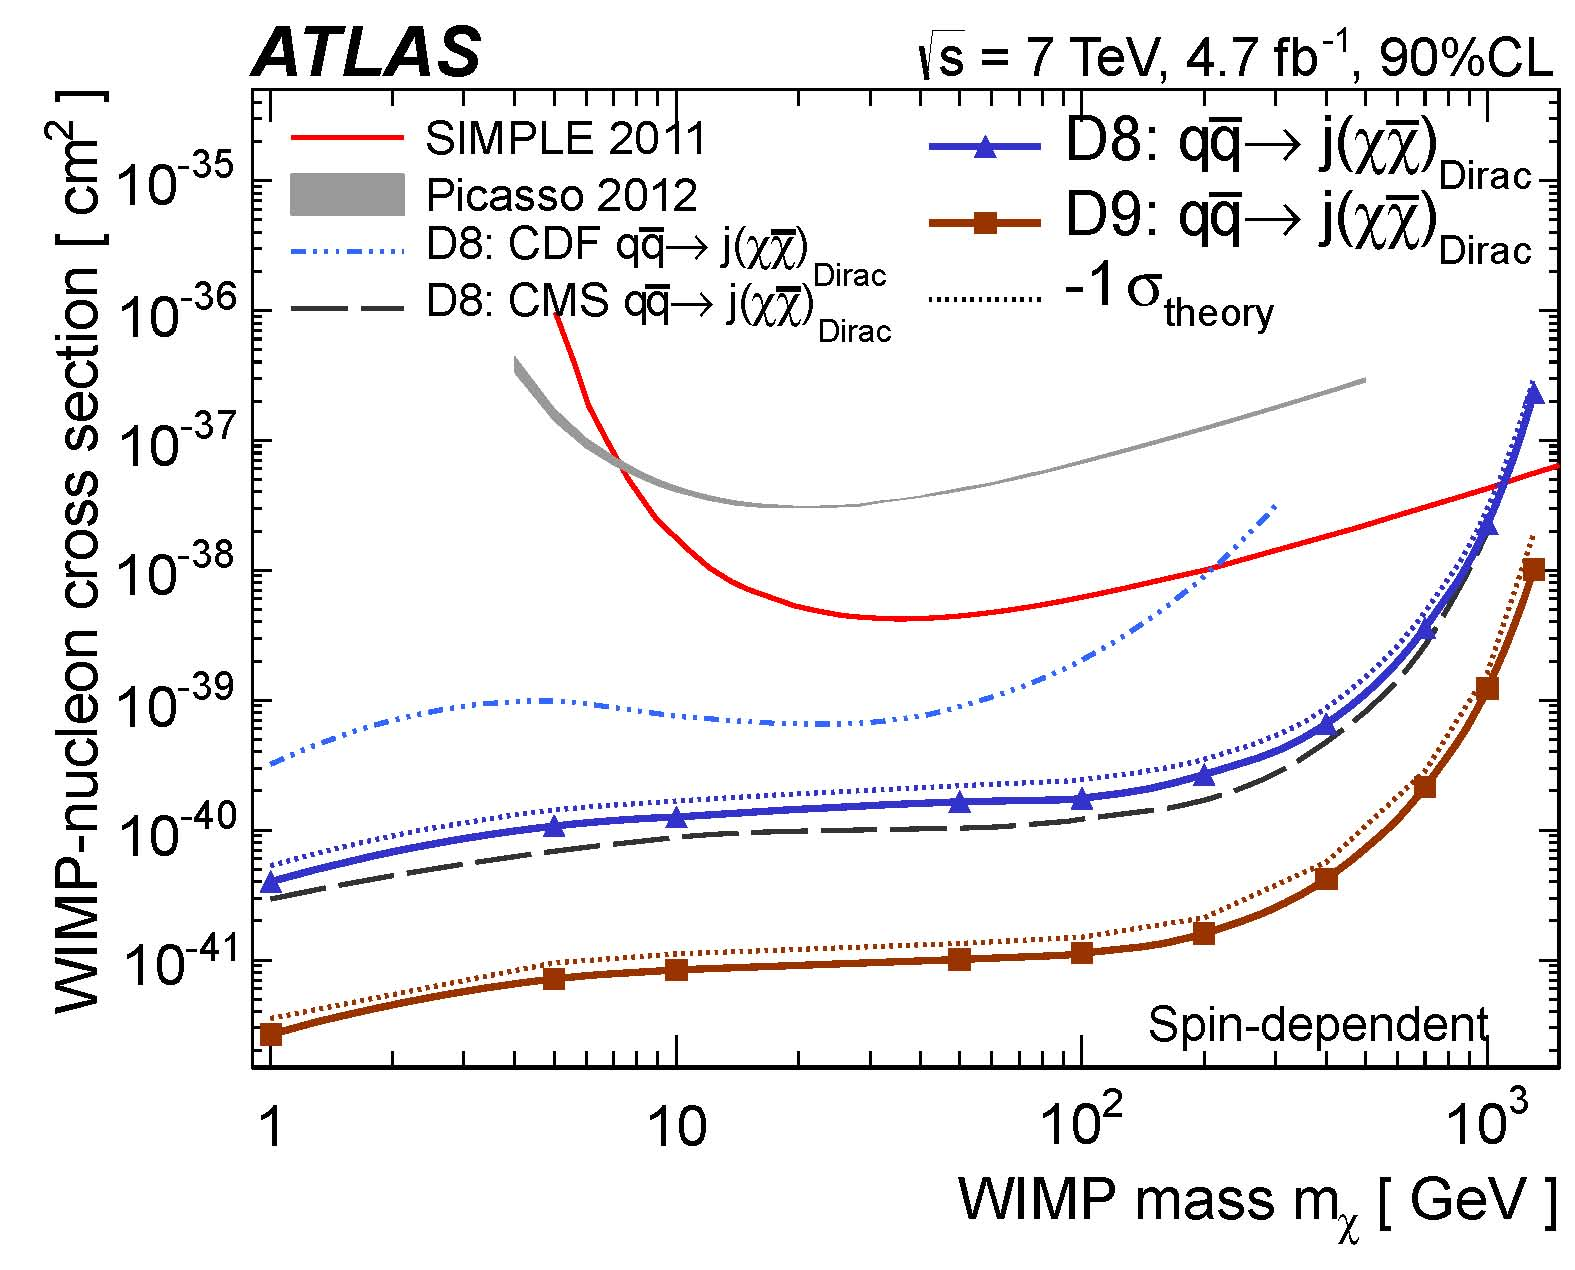 ATLAS
√s = 7 TeV, 4.7 fb⁻¹, 90%CL
WIMP-nucleon cross section [ cm² ]
SIMPLE 2011
Picasso 2012
D8: CDF qq̅→ j(χχ̅)Dirac
D8: CMS qq̅→ j(χχ̅)Dirac
D8: qq̅→ j(χχ̅)Dirac
D9: qq̅→ j(χχ̅)Dirac
-1 σtheory
10⁻³⁵
10⁻³⁶
10⁻³⁷
10⁻³⁸
10⁻³⁹
10⁻⁴⁰
10⁻⁴¹
Spin-dependent
1 10 10² 10³
WIMP mass mχ [ GeV ]